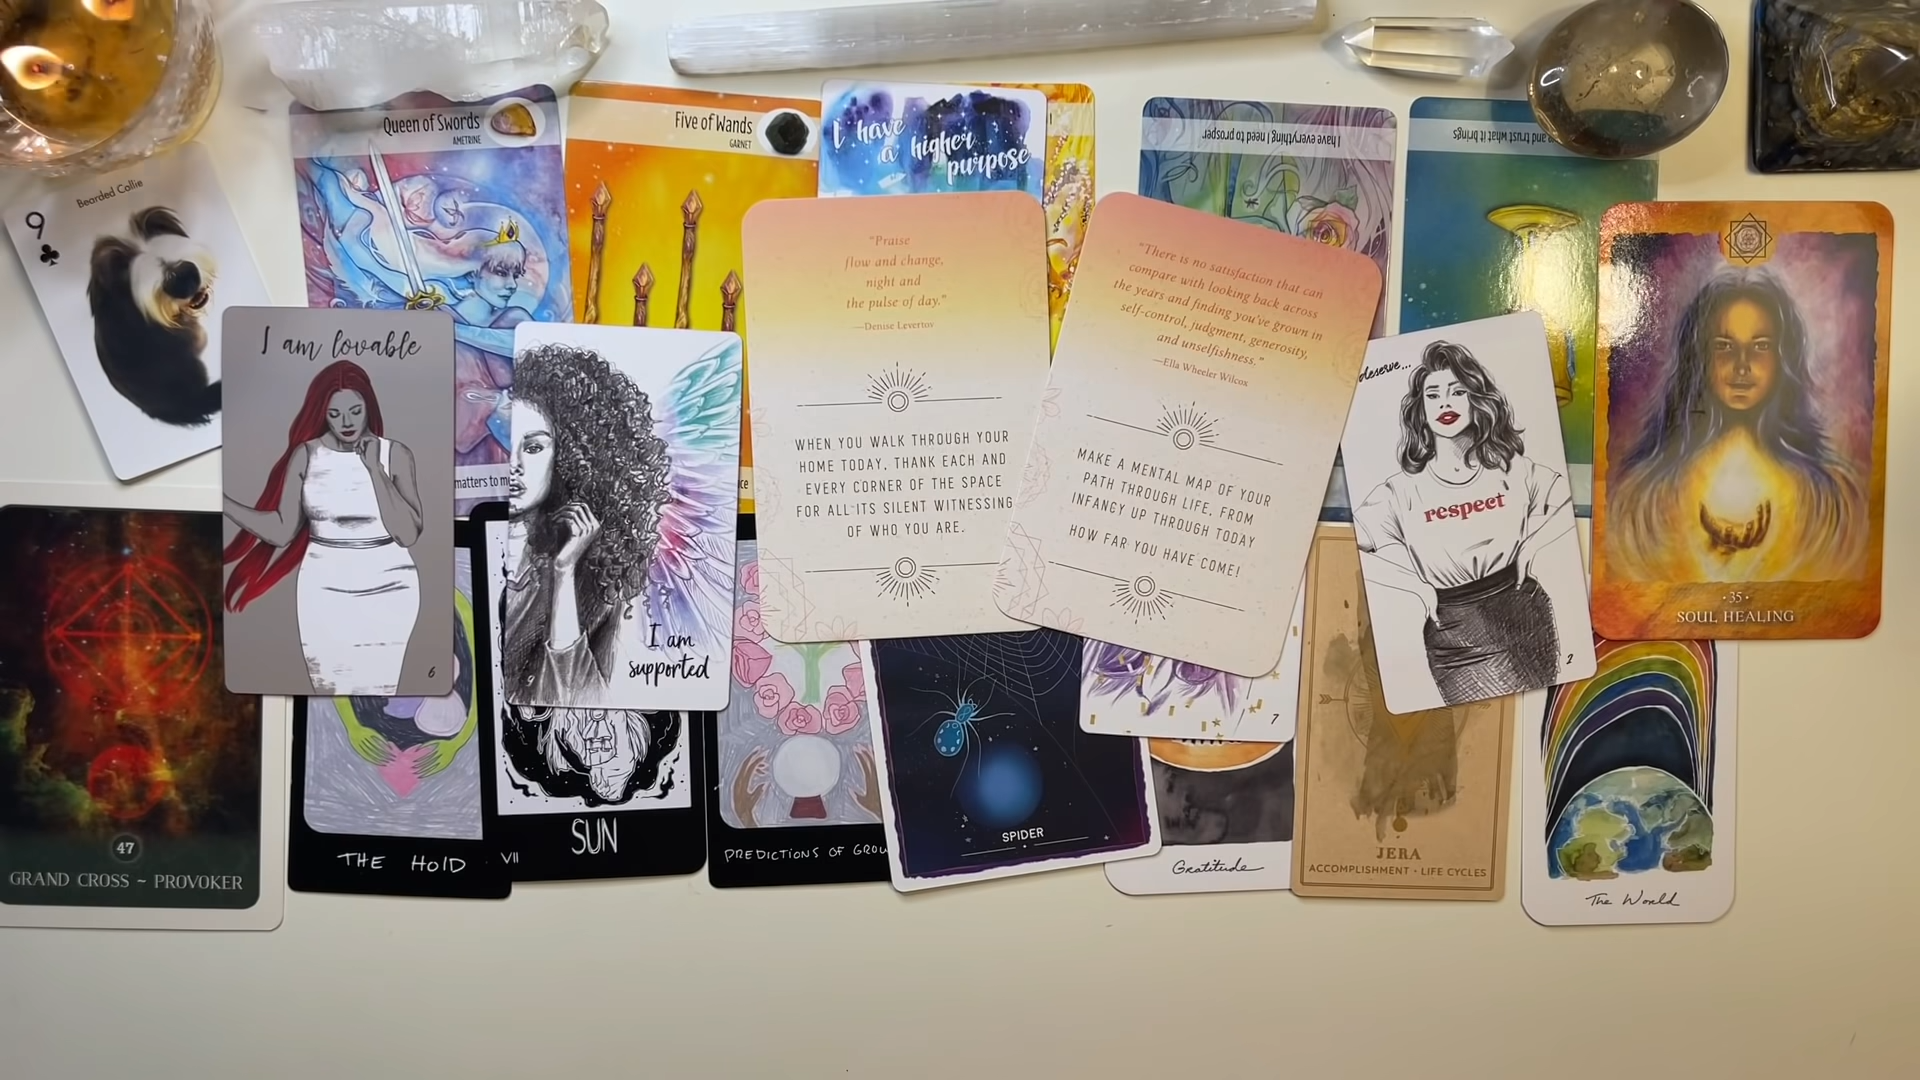 Queen of Swords
AMETRINE
Five of Wands
GARNET
I have
a higher
purpose
I have everything I need to prosper
and trust what it brings
9
Bearded Collie
I am lovable
6
matters to m
I am
supported
9
"Praise
flow and change,
night and
the pulse of day."
—Denise Levertov
WHEN YOU WALK THROUGH YOUR
HOME TODAY, THANK EACH AND
EVERY CORNER OF THE SPACE
FOR ALL ITS SILENT WITNESSING
OF WHO YOU ARE.
"There is no satisfaction that can
compare with looking back across
the years and finding you've grown in
self-control, judgment, generosity,
and unselfishness."
—Ella Wheeler Wilcox
MAKE A MENTAL MAP OF YOUR
PATH THROUGH LIFE, FROM
INFANCY UP THROUGH TODAY
HOW FAR YOU HAVE COME!
deserve...
respect
2
35
SOUL HEALING
47
GRAND CROSS ~ PROVOKER
THE HOLD
VII
SUN
PREDICTIONS OF GROW
SPIDER
7
Gratitude
JERA
ACCOMPLISHMENT • LIFE CYCLES
The World